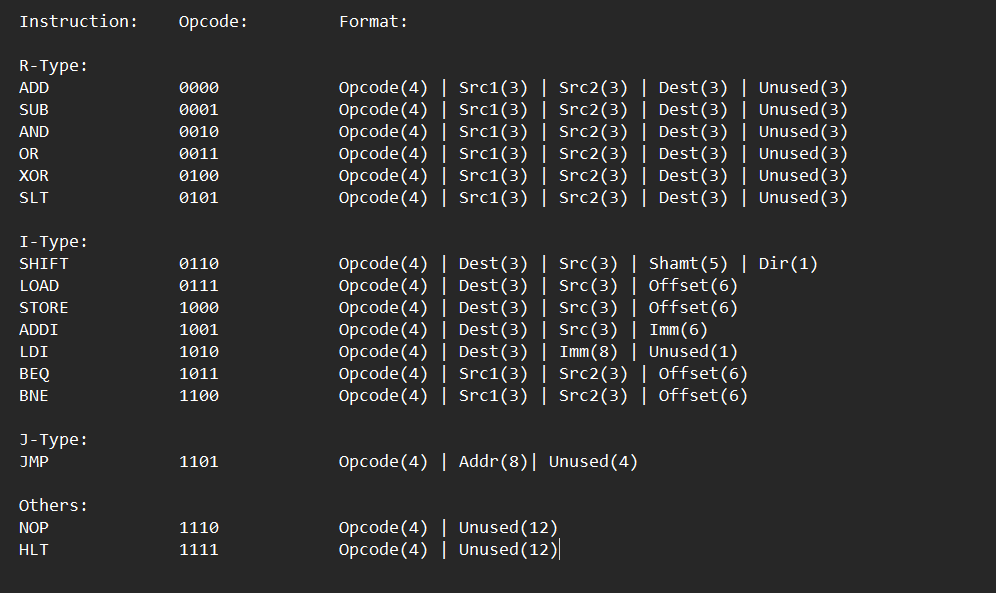 Instruction: Opcode: Format:
R-Type:
ADD 0000 Opcode(4) | Src1(3) | Src2(3) | Dest(3) | Unused(3)
SUB 0001 Opcode(4) | Src1(3) | Src2(3) | Dest(3) | Unused(3)
AND 0010 Opcode(4) | Src1(3) | Src2(3) | Dest(3) | Unused(3)
OR 0011 Opcode(4) | Src1(3) | Src2(3) | Dest(3) | Unused(3)
XOR 0100 Opcode(4) | Src1(3) | Src2(3) | Dest(3) | Unused(3)
SLT 0101 Opcode(4) | Src1(3) | Src2(3) | Dest(3) | Unused(3)
I-Type:
SHIFT 0110 Opcode(4) | Dest(3) | Src(3) | Shamt(5) | Dir(1)
LOAD 0111 Opcode(4) | Dest(3) | Src(3) | Offset(6)
STORE 1000 Opcode(4) | Dest(3) | Src(3) | Offset(6)
ADDI 1001 Opcode(4) | Dest(3) | Src(3) | Imm(6)
LDI 1010 Opcode(4) | Dest(3) | Imm(8) | Unused(1)
BEQ 1011 Opcode(4) | Src1(3) | Src2(3) | Offset(6)
BNE 1100 Opcode(4) | Src1(3) | Src2(3) | Offset(6)
J-Type:
JMP 1101 Opcode(4) | Addr(8)| Unused(4)
Others:
NOP 1110 Opcode(4) | Unused(12)
HLT 1111 Opcode(4) | Unused(12)